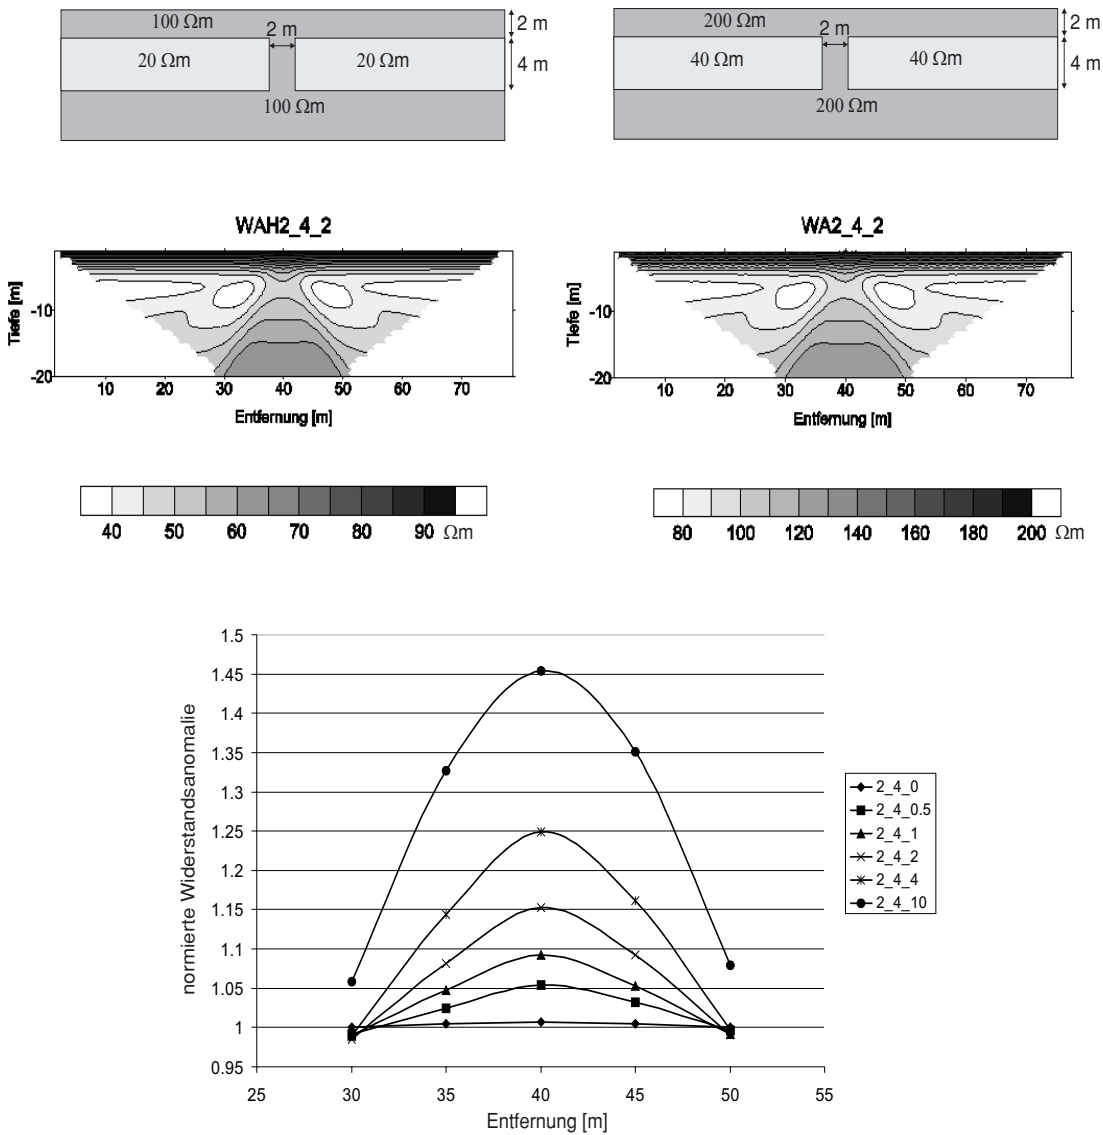 100 Ωm
2 m
2 m
20 Ωm
20 Ωm
4 m
100 Ωm
200 Ωm
2 m
2 m
40 Ωm
40 Ωm
4 m
200 Ωm
WAH2_4_2
Tiefe [m]
-10
-20
10 20 30 40 50 60 70
Entfernung [m]
WA2_4_2
Tiefe [m]
-10
-20
10 20 30 40 50 60 70
Entfernung [m]
40 50 60 70 80 90 Ωm
80 100 120 140 160 180 200 Ωm
normierte Widerstandsanomalie
1.5
1.45
1.4
1.35
1.3
1.25
1.2
1.15
1.1
1.05
1
0.95
25 30 35 40 45 50 55
Entfernung [m]
2_4_0
2_4_0.5
2_4_1
2_4_2
2_4_4
2_4_10